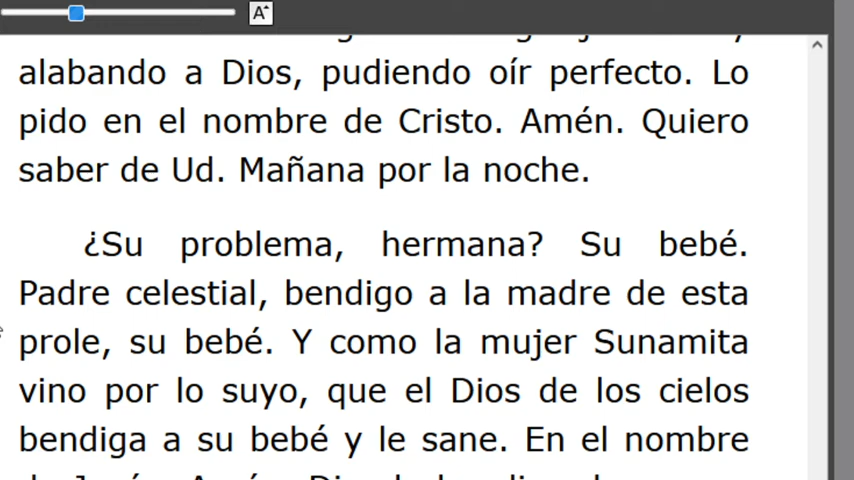 A
alabando a Dios, pudiendo oír perfecto. Lo
pido en el nombre de Cristo. Amén. Quiero
saber de Ud. Mañana por la noche.
¿Su problema, hermana? Su bebé.
Padre celestial, bendigo a la madre de esta
prole, su bebé. Y como la mujer Sunamita
vino por lo suyo, que el Dios de los cielos
bendiga a su bebé y le sane. En el nombre